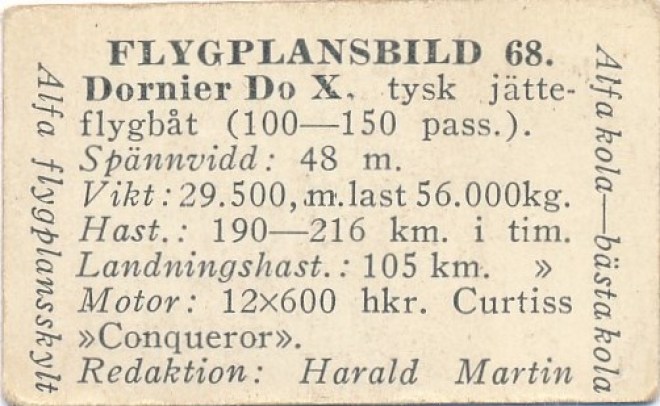 FLYGPLANSBILD 68.
Dornier Do X, tysk jätte-
flygbåt (100—150 pass.).
Spännvidd: 48 m.
Vikt: 29.500, m. last 56.000kg.
Hast.: 190—216 km. i tim.
Landningshast.: 105 km. »
Motor: 12×600 hkr. Curtiss
»Conqueror».
Redaktion: Harald Martin
Alfa flygplansskylt
Alfa kola—bästa kola